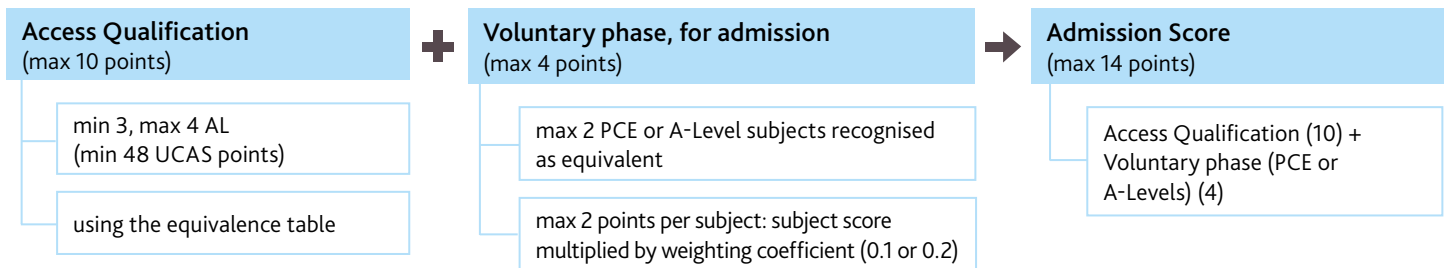 Access Qualification
(max 10 points)
min 3, max 4 AL
(min 48 UCAS points)
using the equivalence table
Voluntary phase, for admission
(max 4 points)
max 2 PCE or A-Level subjects recognised
as equivalent
max 2 points per subject: subject score
multiplied by weighting coefficient (0.1 or 0.2)
Admission Score
(max 14 points)
Access Qualification (10) +
Voluntary phase (PCE or
A-Levels) (4)